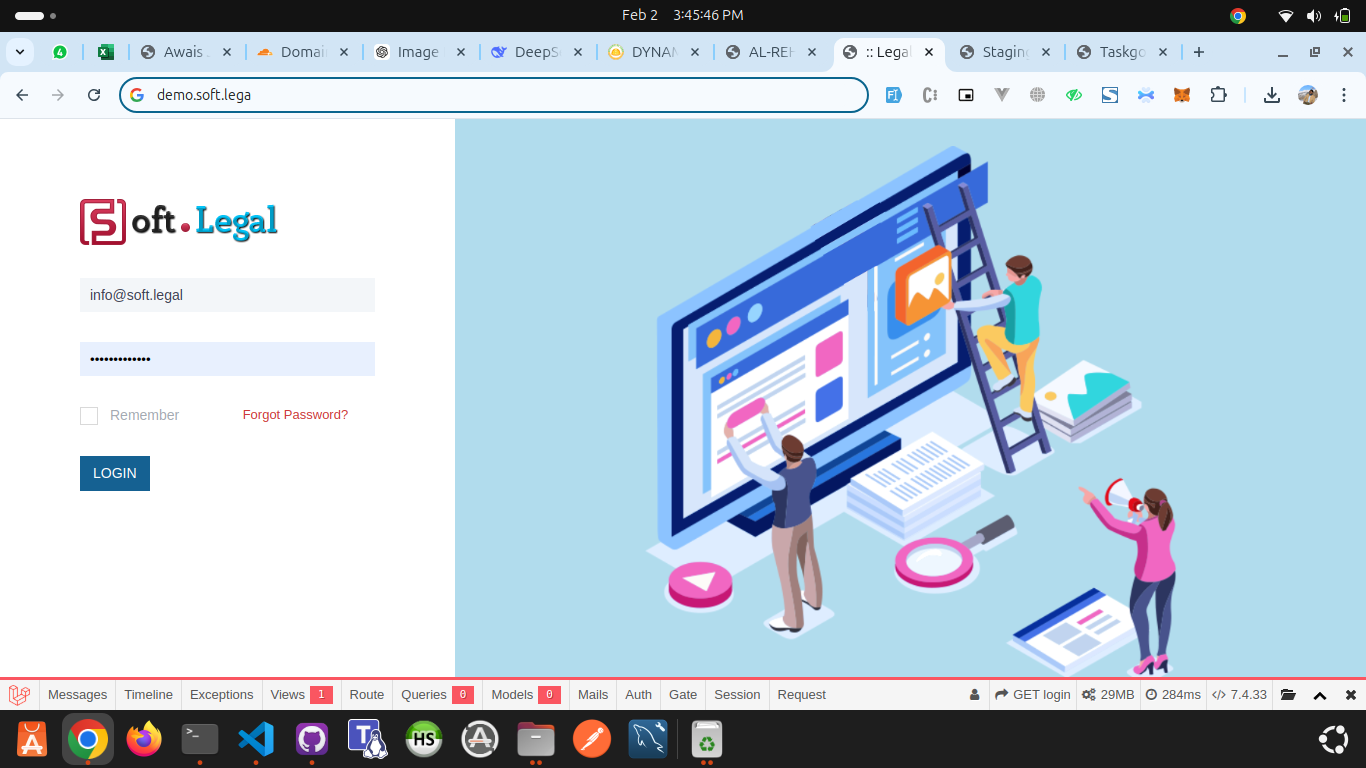 Feb 2 3:45:46 PM
4
Awais
Domai
Image
DeepSe
DYNAM
AL-REH
:: Legal
Staging
Taskgo
demo.soft.lega
Soft.Legal
info@soft.legal
•••••••••••••
Remember
Forgot Password?
LOGIN
Messages
Timeline
Exceptions
Views 1
Route
Queries 0
Models 0
Mails
Auth
Gate
Session
Request
GET login
29MB
284ms
7.4.33
HS